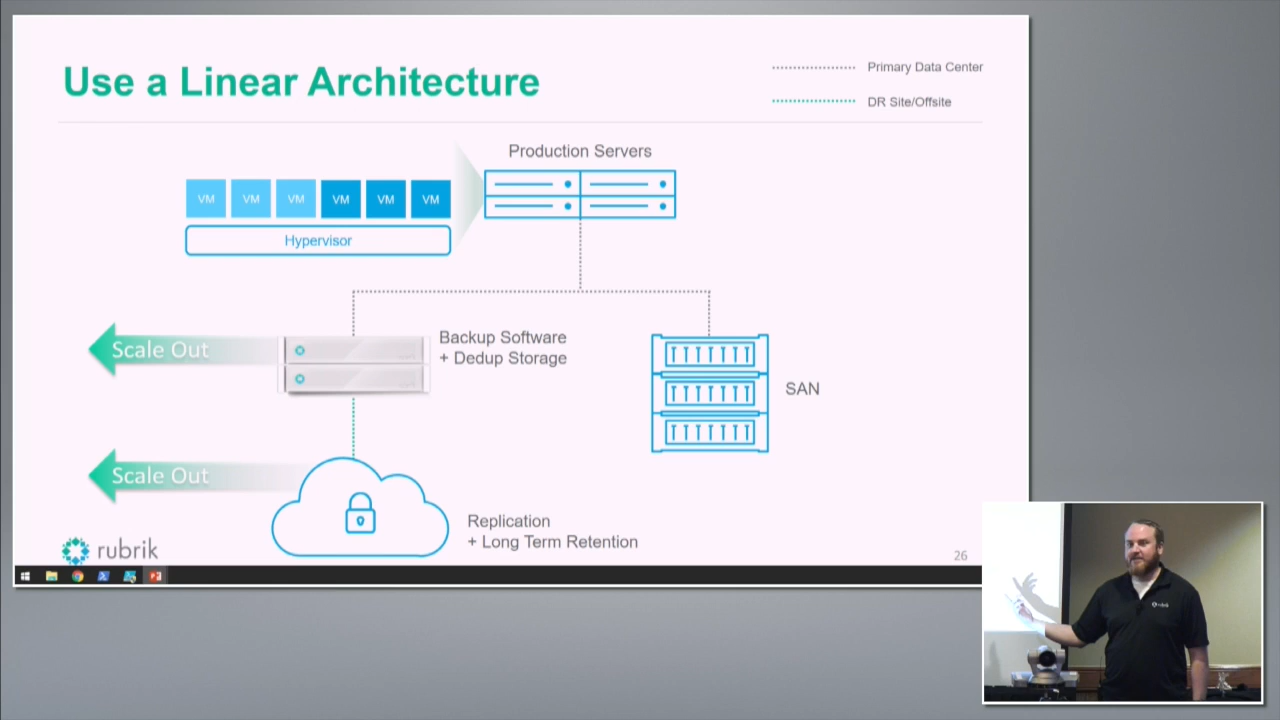 Use a Linear Architecture
Primary Data Center
DR Site/Offsite
Production Servers
VM VM VM VM VM VM
Hypervisor
Scale Out
Backup Software
+ Dedup Storage
SAN
Scale Out
Replication
+ Long Term Retention
rubrik
26
rubrik